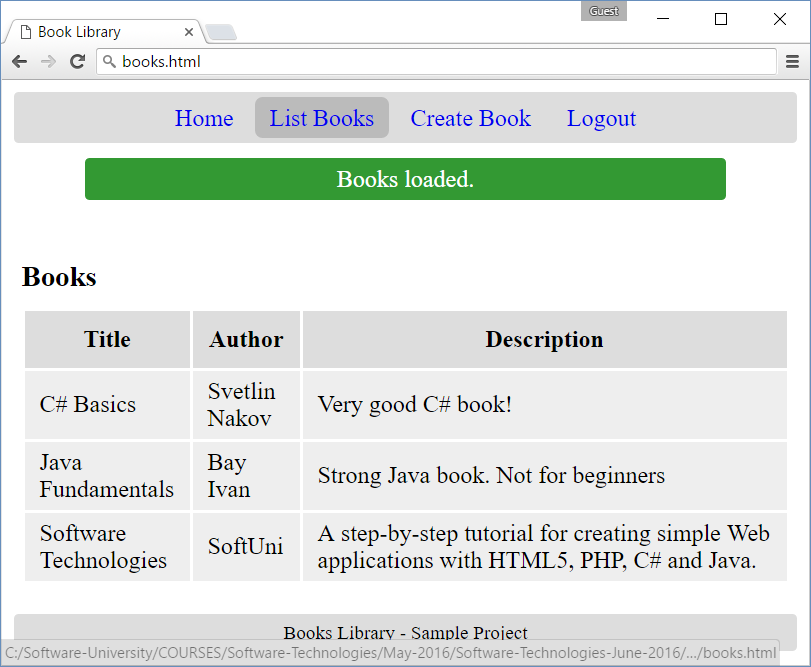 Guest
Book Library
books.html
Home List Books Create Book Logout
Books loaded.
Books
Title Author Description
C# Basics
Svetlin
Nakov
Very good C# book!
Java
Fundamentals
Bay
Ivan
Strong Java book. Not for beginners
Software
Technologies
SoftUni
A step-by-step tutorial for creating simple Web
applications with HTML5, PHP, C# and Java.
Books Library - Sample Project
C:/Software-University/COURSES/Software-Technologies/May-2016/Software-Technologies-June-2016/.../books.html